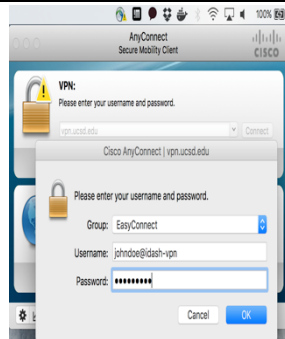 100%
AnyConnect
Secure Mobility Client
CISCO
VPN:
Please enter your username and password.
vpn.ucsd.edu
Connect
Cisco AnyConnect | vpn.ucsd.edu
Please enter your username and password.
Group: EasyConnect
Username: johndoe@idash-vpn
Password: •••••••••
Cancel
OK